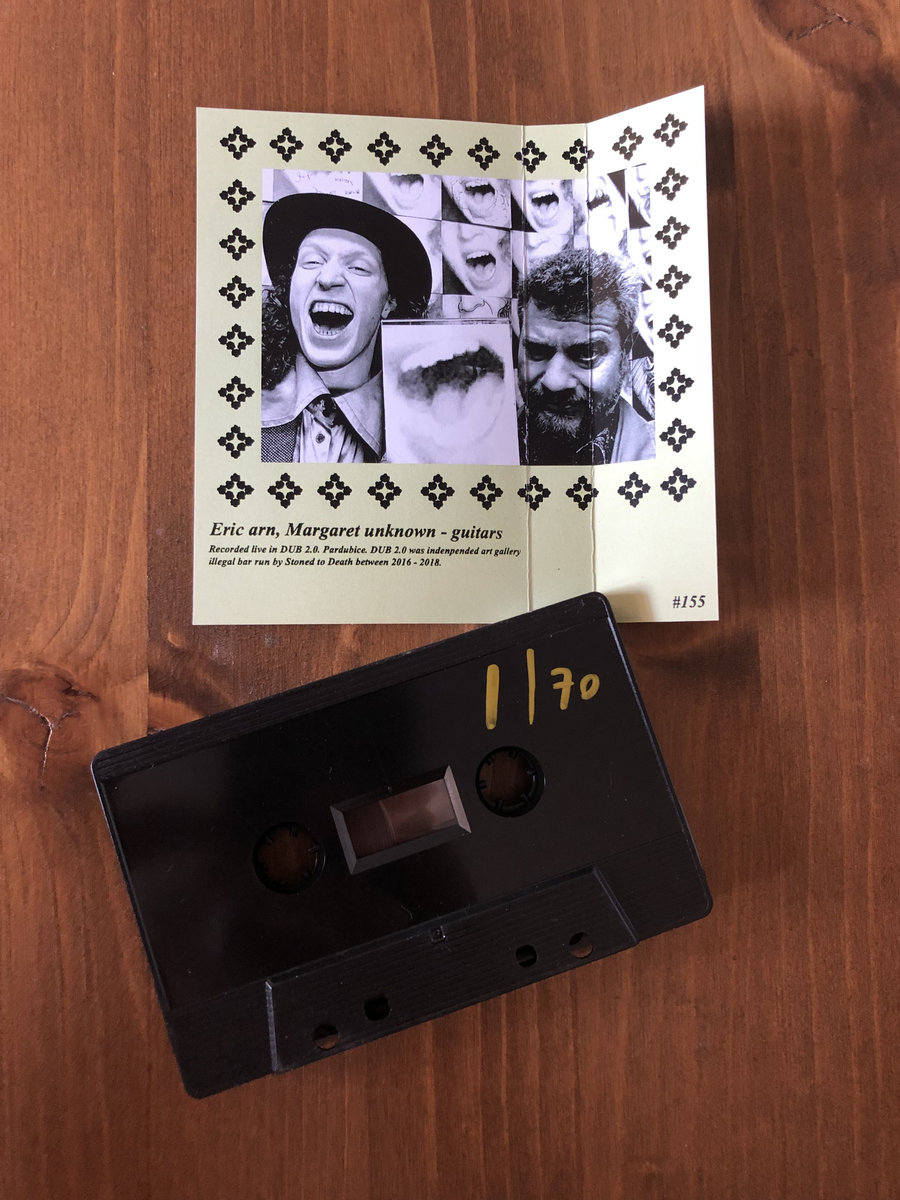 Eric arn, Margaret unknown - guitars
Recorded live in DUB 2.0. Pardubice. DUB 2.0 was indenpended art gallery
illegal bar run by Stoned to Death between 2016 - 2018.
#155
1/70